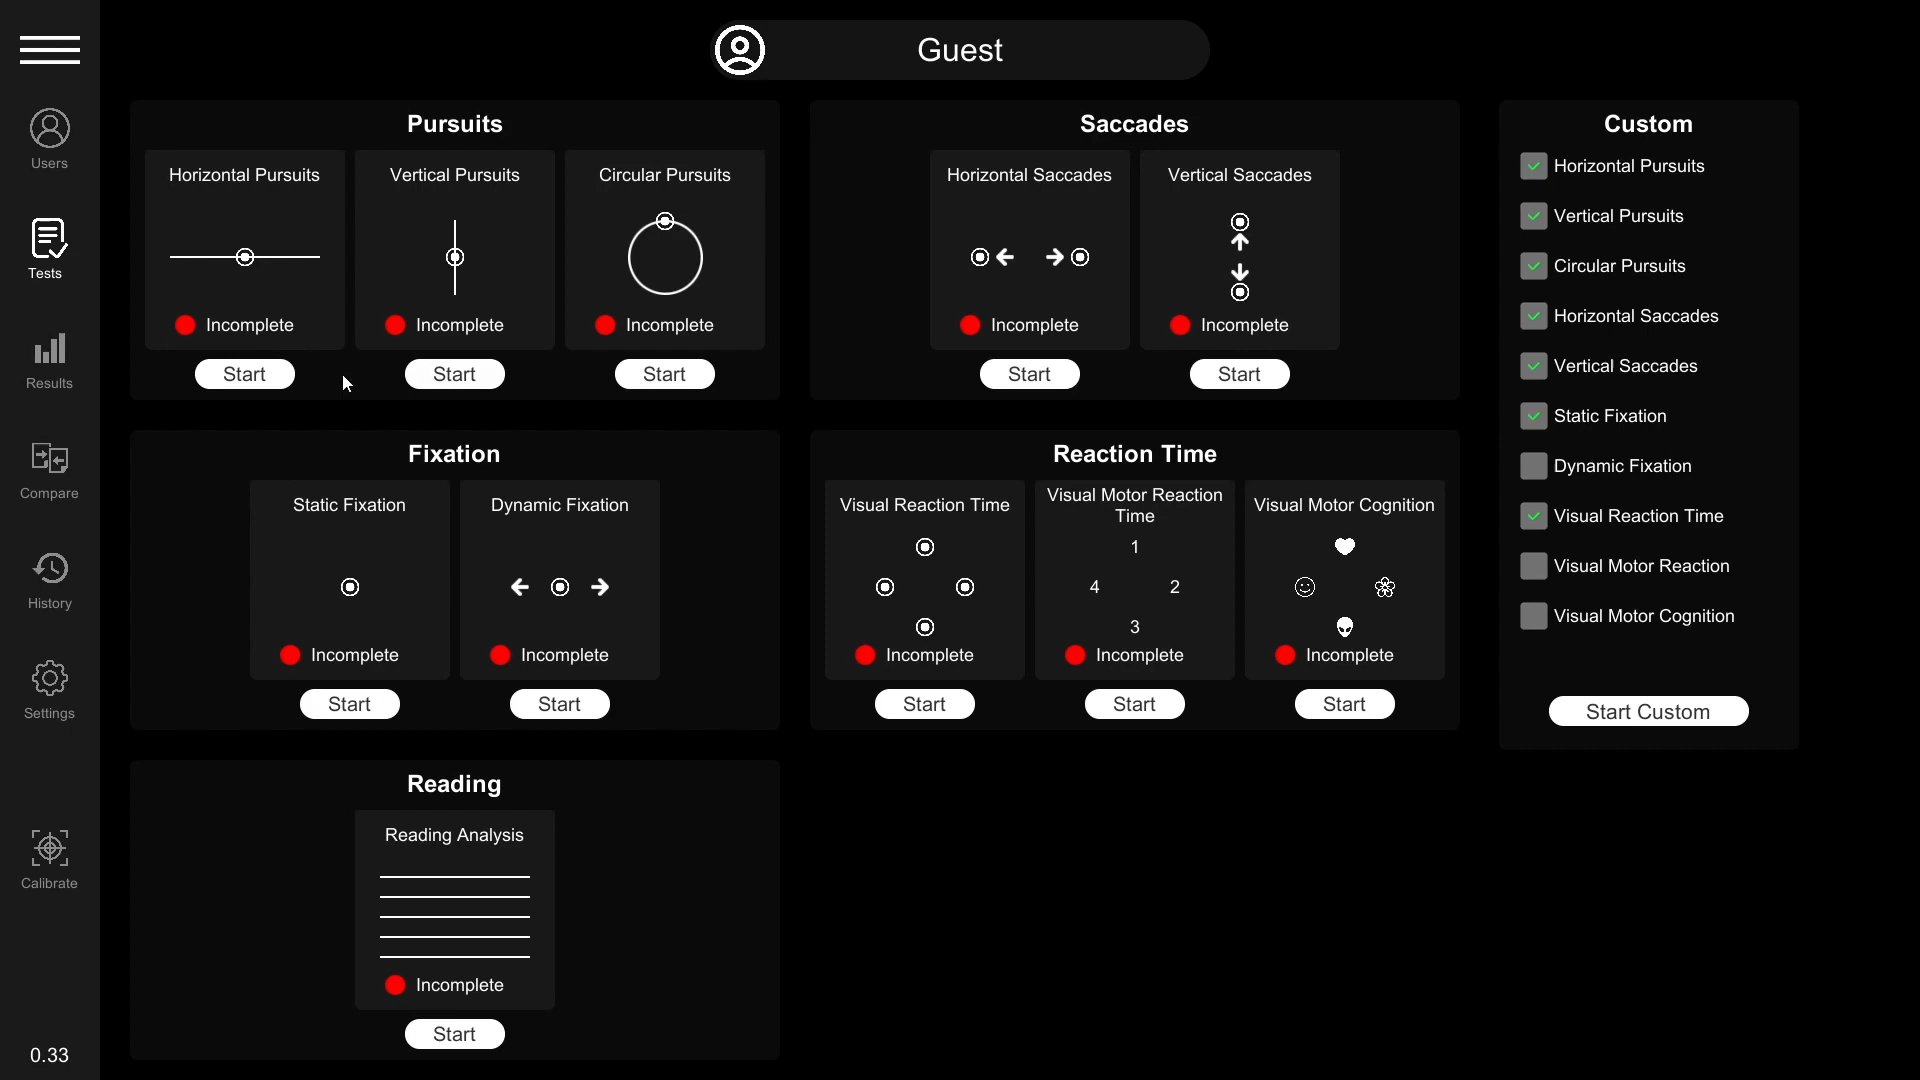 Guest
Users
Tests
Results
Compare
History
Settings
Calibrate
0.33
Pursuits
Horizontal Pursuits
Incomplete
Start
Vertical Pursuits
Incomplete
Start
Circular Pursuits
Incomplete
Start
Saccades
Horizontal Saccades
Incomplete
Start
Vertical Saccades
Incomplete
Start
Fixation
Static Fixation
Incomplete
Start
Dynamic Fixation
Incomplete
Start
Reaction Time
Visual Reaction Time
Incomplete
Start
Visual Motor Reaction
Time
1
4 2
3
Incomplete
Start
Visual Motor Cognition
Incomplete
Start
Reading
Reading Analysis
Incomplete
Start
Custom
Horizontal Pursuits
Vertical Pursuits
Circular Pursuits
Horizontal Saccades
Vertical Saccades
Static Fixation
Dynamic Fixation
Visual Reaction Time
Visual Motor Reaction
Visual Motor Cognition
Start Custom